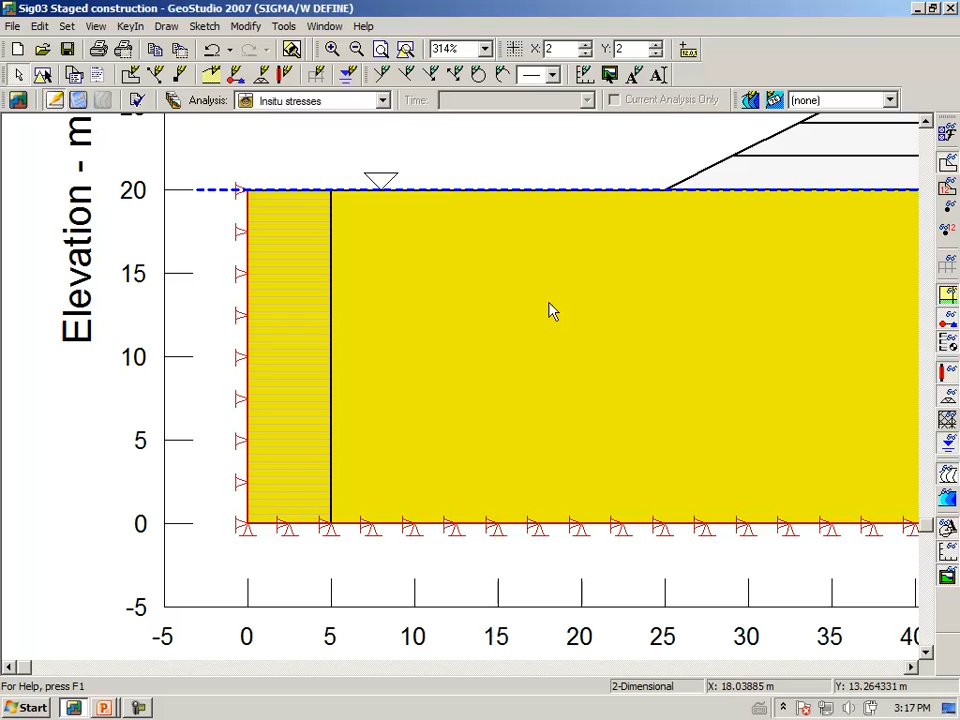 Sig03 Staged construction - GeoStudio 2007 (SIGMA/W DEFINE)
File Edit Set View KeyIn Draw Sketch Modify Tools Window Help
314% X: 2 Y: 2
Analysis: Insitu stresses Time: Current Analysis Only (none)
Elevation - m
20
15
10
5
0
-5
-5 0 5 10 15 20 25 30 35
For Help, press F1 2-Dimensional X: 18.03885 m Y: 13.264331 m
Start 3:17 PM